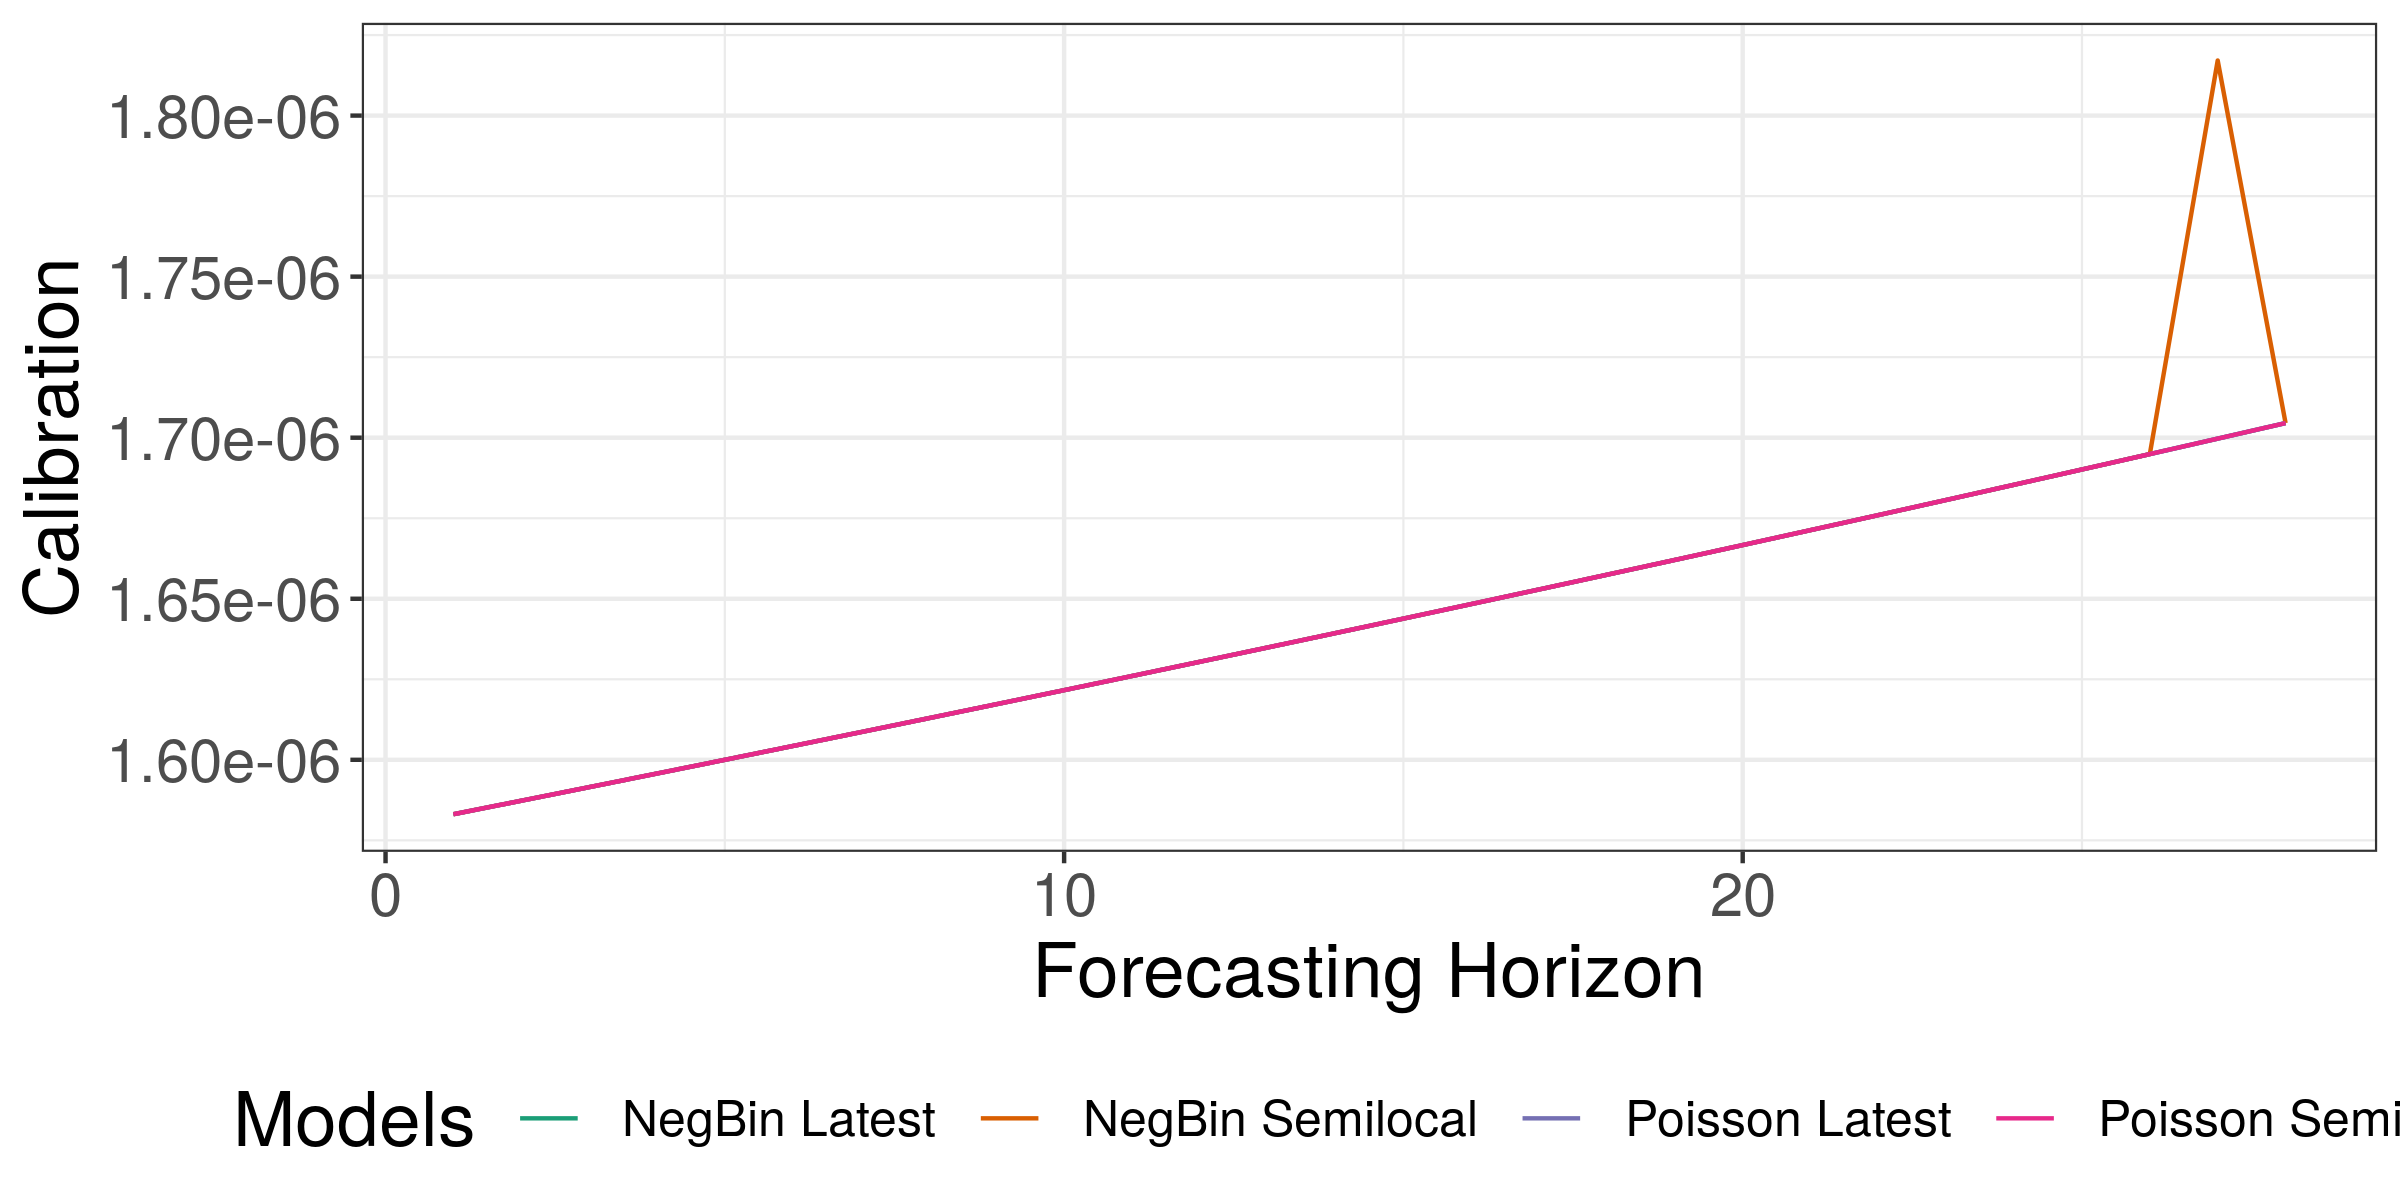 1.80e-06
1.75e-06
1.70e-06
1.65e-06
1.60e-06
Calibration
0 10 20
Forecasting Horizon
Models NegBin Latest NegBin Semilocal Poisson Latest Poisson Semi